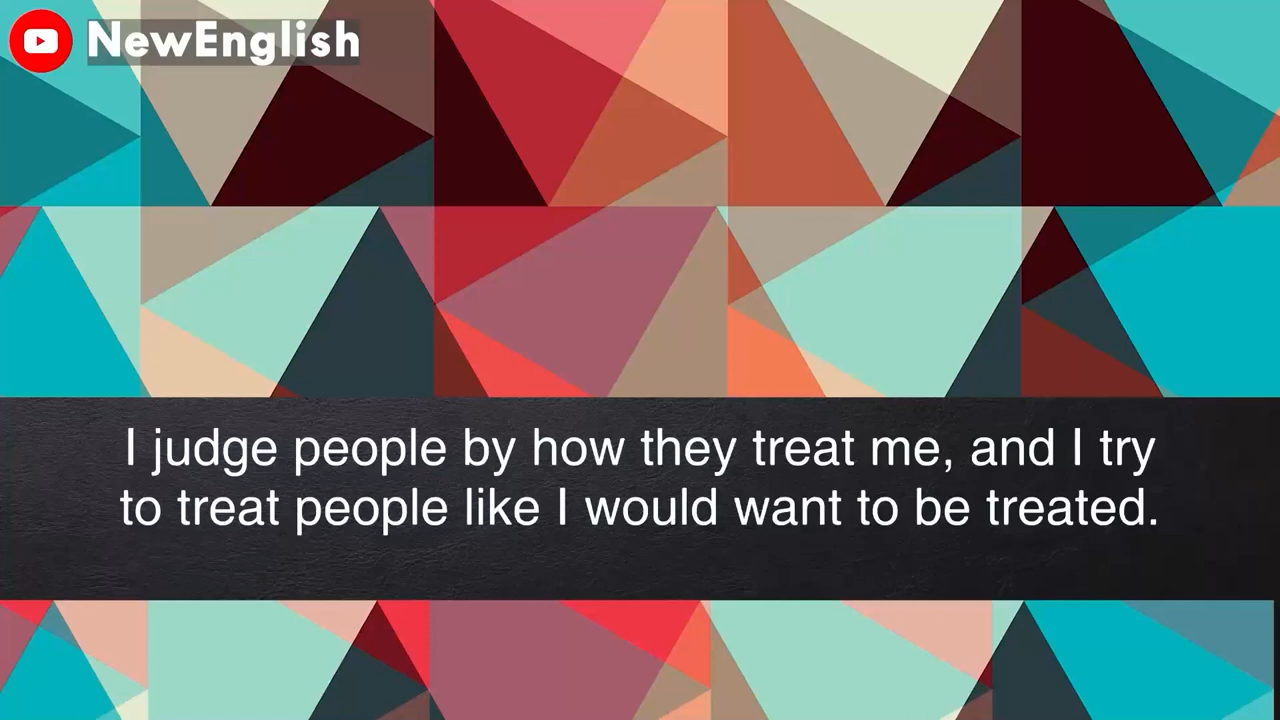 NewEnglish
I judge people by how they treat me, and I try
to treat people like I would want to be treated.